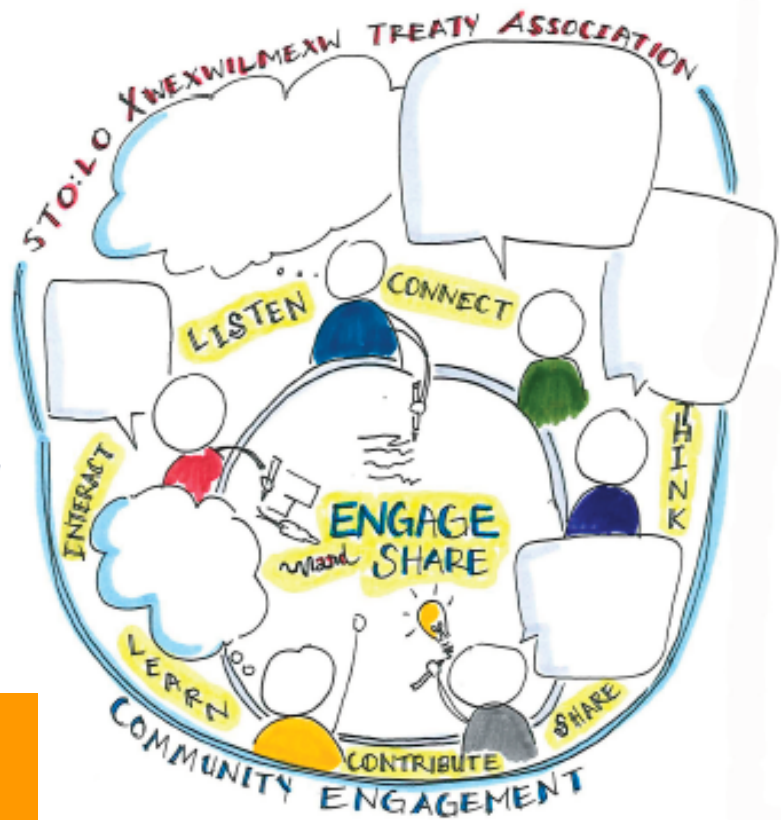 STO:LO XWEXWILMEXW TREATY ASSOCIATION
LISTEN
CONNECT
THINK
INTERACT
ENGAGE
and SHARE
LEARN
SHARE
CONTRIBUTE
COMMUNITY ENGAGEMENT